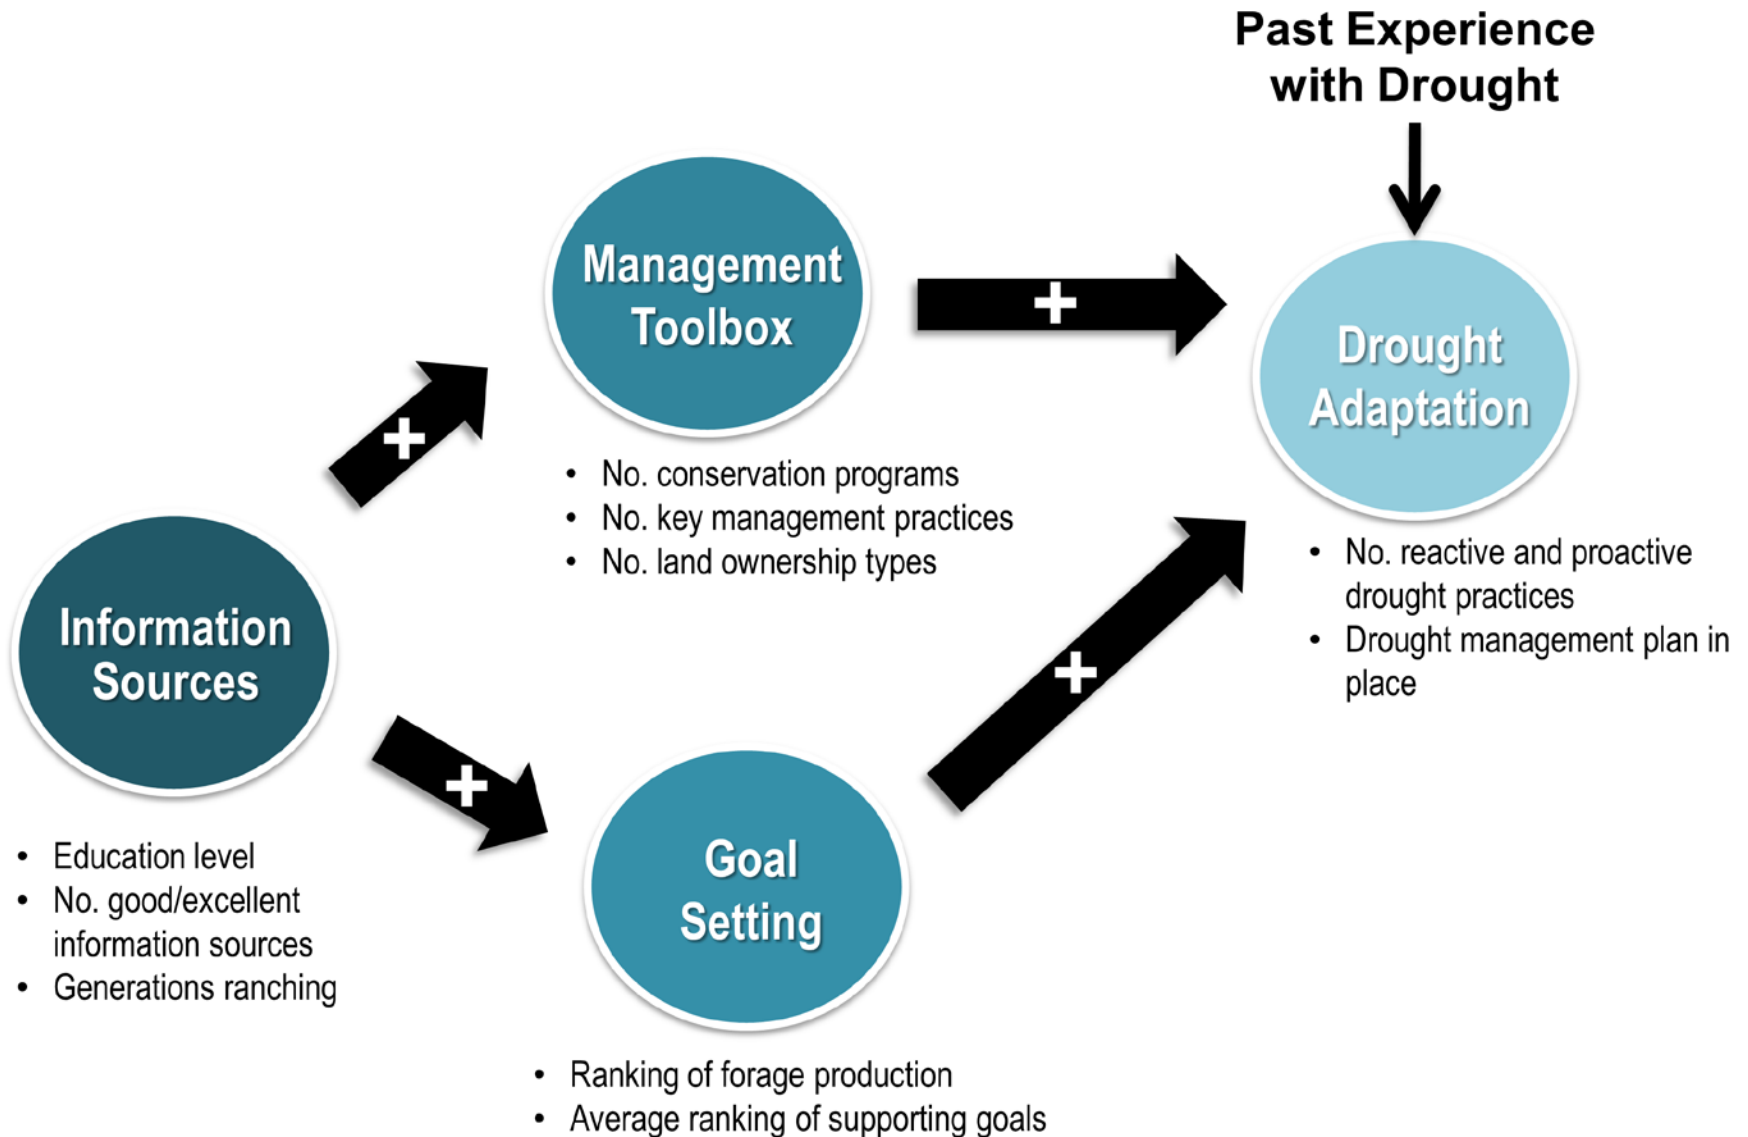 Past Experience
with Drought
Management
Toolbox
+
+
Drought
Adaptation
• No. conservation programs
• No. key management practices
• No. land ownership types
• No. reactive and proactive
drought practices
• Drought management plan in
place
Information
Sources
+
+
• Education level
• No. good/excellent
information sources
• Generations ranching
Goal
Setting
• Ranking of forage production
• Average ranking of supporting goals